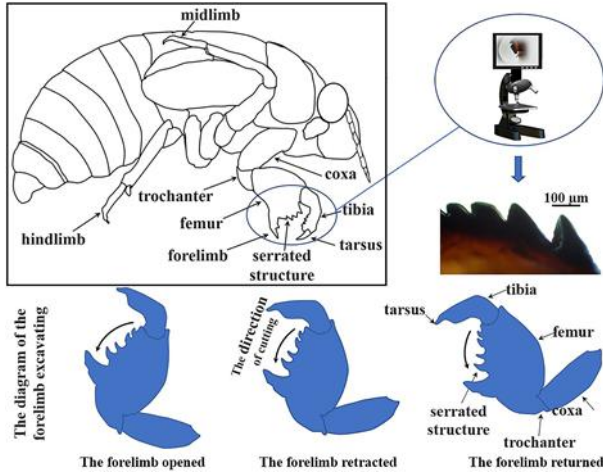 midlimb
coxa
trochanter
femur
tibia
hindlimb
forelimb
serrated
structure
tarsus
100 μm
The diagram of the
forelimb excavating
The direction
of cutting
tibia
tarsus
femur
serrated
structure
coxa
trochanter
The forelimb opened
The forelimb retracted
The forelimb returned